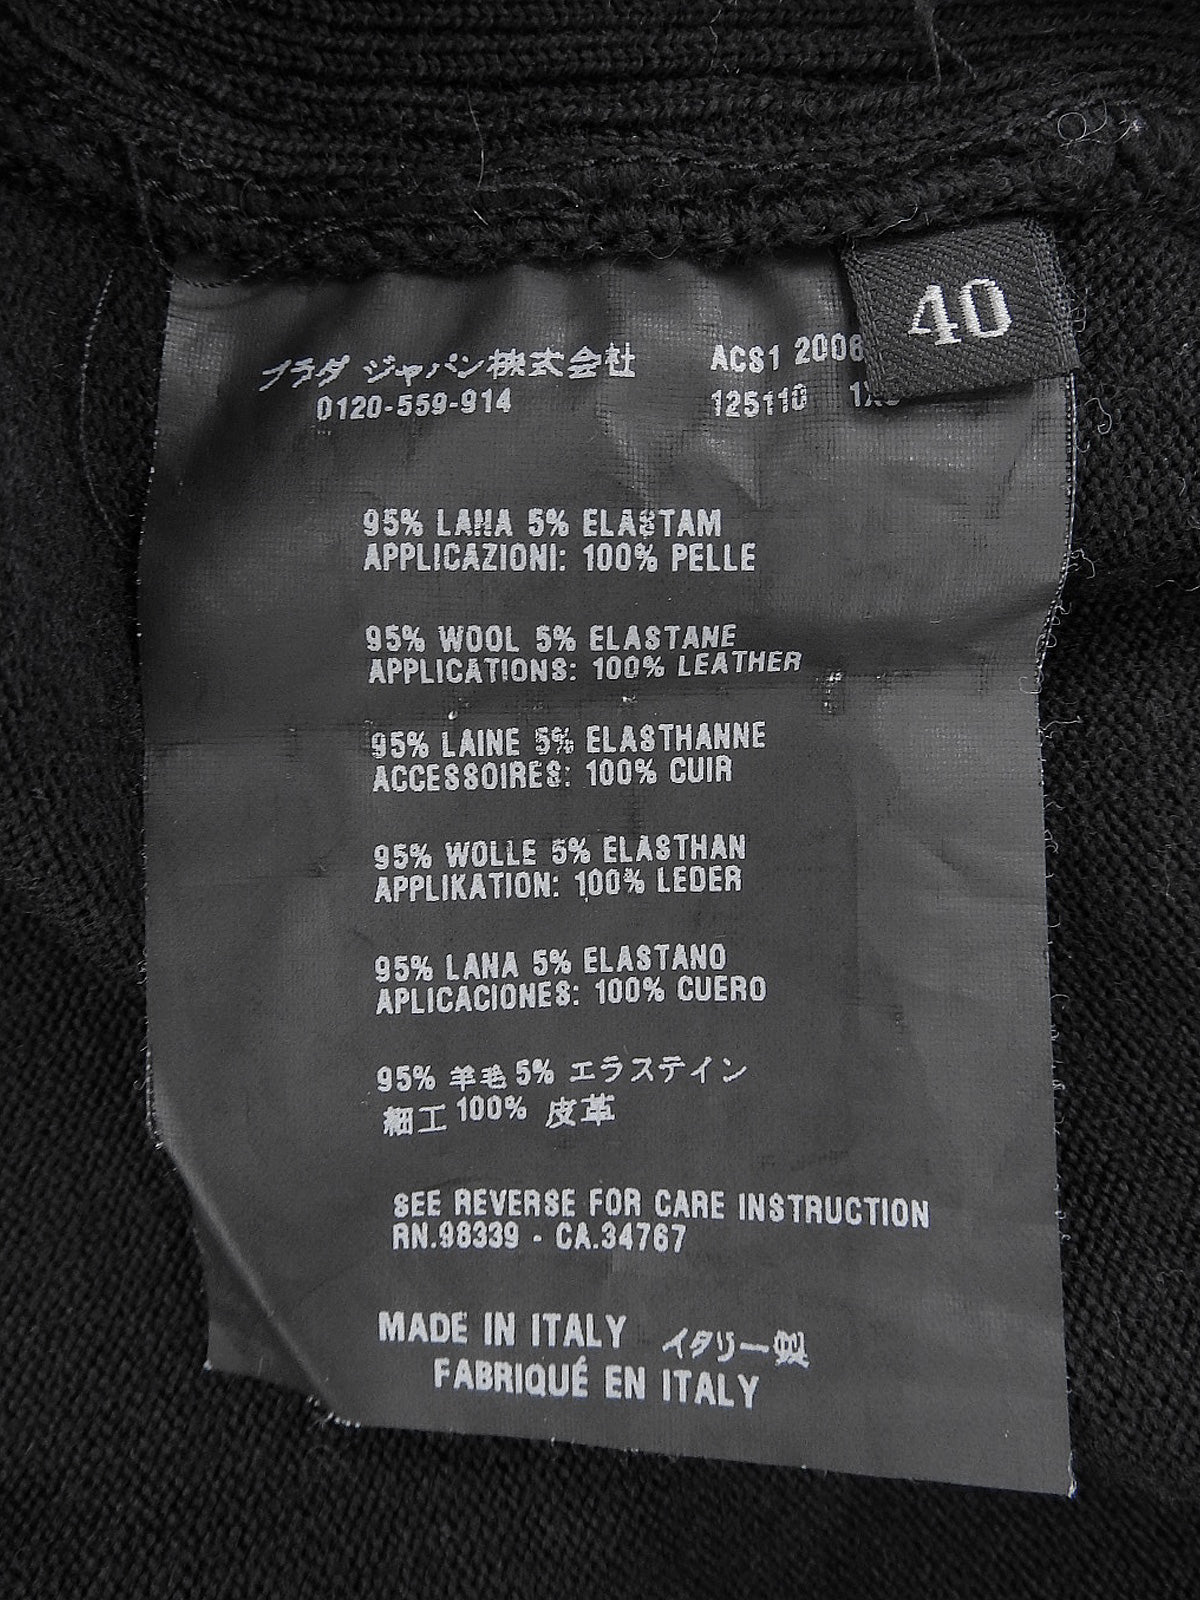 40
プラダ ジャパン株式会社 ACS1 2006
0120-559-914 125110
95% LANA 5% ELASTAM
APPLICAZIONI: 100% PELLE
95% WOOL 5% ELASTANE
APPLICATIONS: 100% LEATHER
95% LAINE 5% ELASTHANNE
ACCESSOIRES: 100% CUIR
95% WOLLE 5% ELASTHAN
APPLIKATION: 100% LEDER
95% LANA 5% ELASTANO
APLICACIONES: 100% CUERO
95% 羊毛 5% エラステイン
細工 100% 皮革
SEE REVERSE FOR CARE INSTRUCTION
RN.98339 - CA.34767
MADE IN ITALY イタリー製
FABRIQUÉ EN ITALY